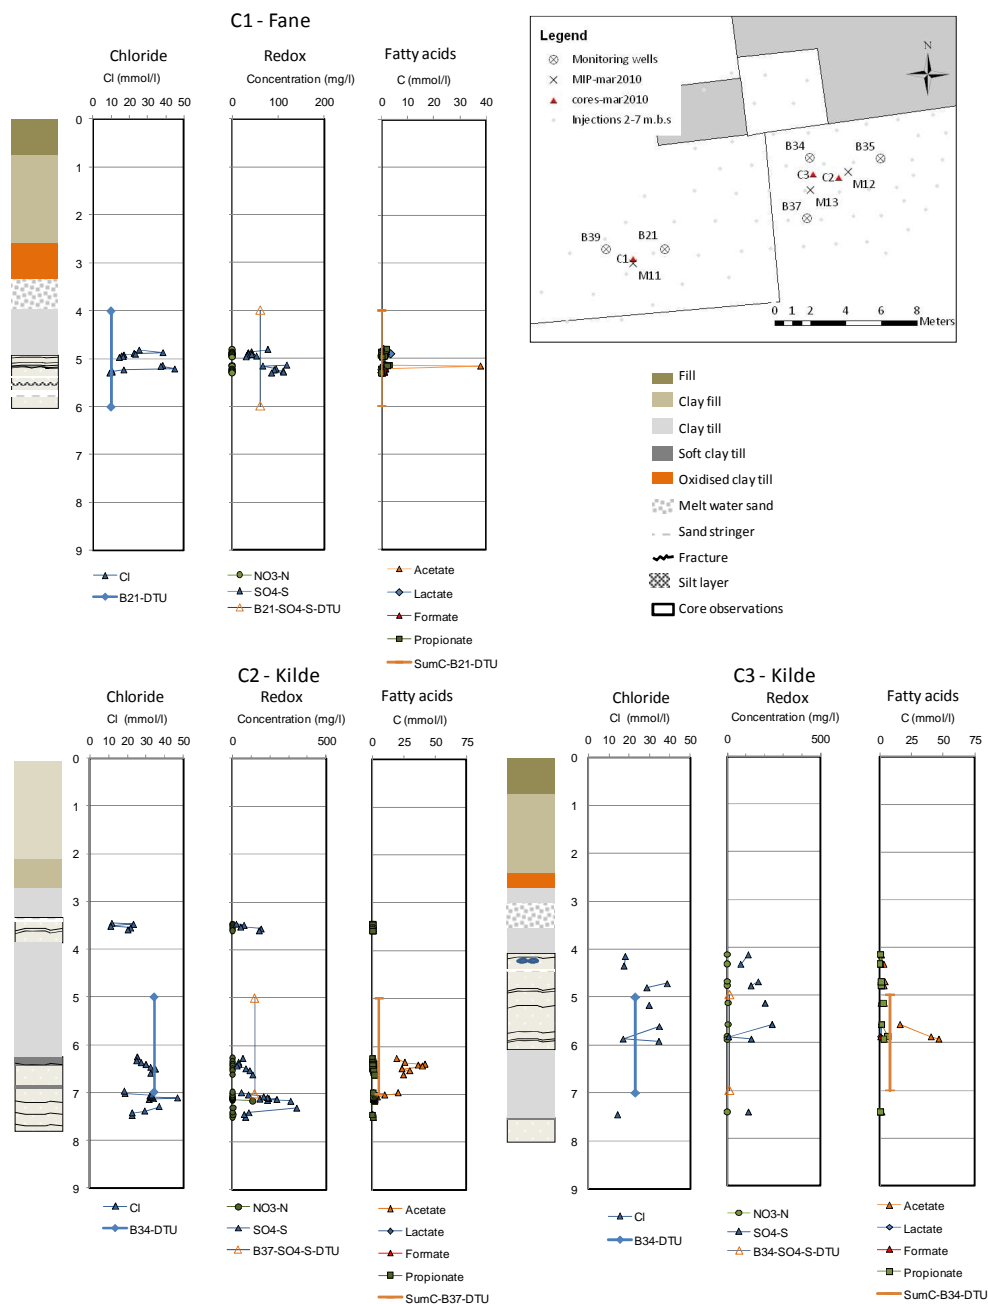 C1 - Fane
Chloride
Redox
Fatty acids
Cl (mmol/l)
Concentration (mg/l)
C (mmol/l)
0 10 20 30 40 50
0 100 200
0 20 40
0
1
2
3
4
5
6
7
8
9
Cl
B21-DTU
NO3-N
SO4-S
B21-SO4-S-DTU
Acetate
Lactate
Formate
Propionate
SumC-B21-DTU
Legend
Monitoring wells
MIP-mar2010
cores-mar2010
Injections 2-7 m.b.s
N
B34
B35
C3
C2
M12
M13
B37
B39
B21
C1
M11
0 1 2 4 6 8
Meters
Fill
Clay fill
Clay till
Soft clay till
Oxidised clay till
Melt water sand
Sand stringer
Fracture
Silt layer
Core observations
C2 - Kilde
Chloride
Redox
Fatty acids
Cl (mmol/l)
Concentration (mg/l)
C (mmol/l)
0 10 20 30 40 50
0 500
0 25 50 75
0
1
2
3
4
5
6
7
8
9
Cl
B34-DTU
NO3-N
SO4-S
B37-SO4-S-DTU
Acetate
Lactate
Formate
Propionate
SumC-B37-DTU
C3 - Kilde
Chloride
Redox
Fatty acids
Cl (mmol/l)
Concentration (mg/l)
C (mmol/l)
0 10 20 30 40 50
0 500
0 25 50 75
0
1
2
3
4
5
6
7
8
9
Cl
B34-DTU
NO3-N
SO4-S
B34-SO4-S-DTU
Acetate
Lactate
Formate
Propionate
SumC-B34-DTU